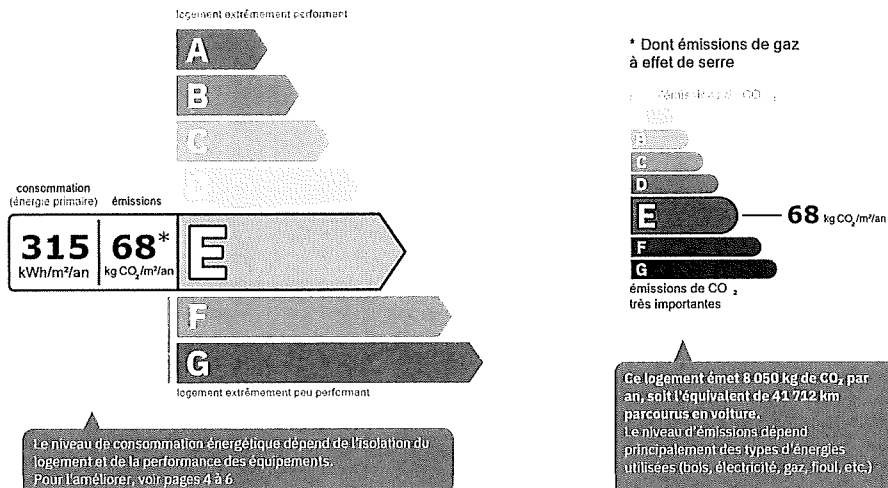 logement extrêmement performant
A
B
C
D
consommation
(énergie primaire)
émissions
315
kWh/m²/an
68*
kg CO₂/m²/an
E
F
G
logement extrêmement peu performant
Le niveau de consommation énergétique dépend de l'isolation du
logement et de la performance des équipements.
Pour l'améliorer, voir pages 4 à 6
* Dont émissions de gaz
à effet de serre
émissions de CO₂
B
C
D
E
68 kg CO₂/m²/an
F
G
émissions de CO₂
très importantes
Ce logement émet 8 050 kg de CO₂ par
an, soit l'équivalent de 41 712 km
parcourus en voiture.
Le niveau d'émissions dépend
principalement des types d'énergies
utilisées (bois, électricité, gaz, fioul, etc.)